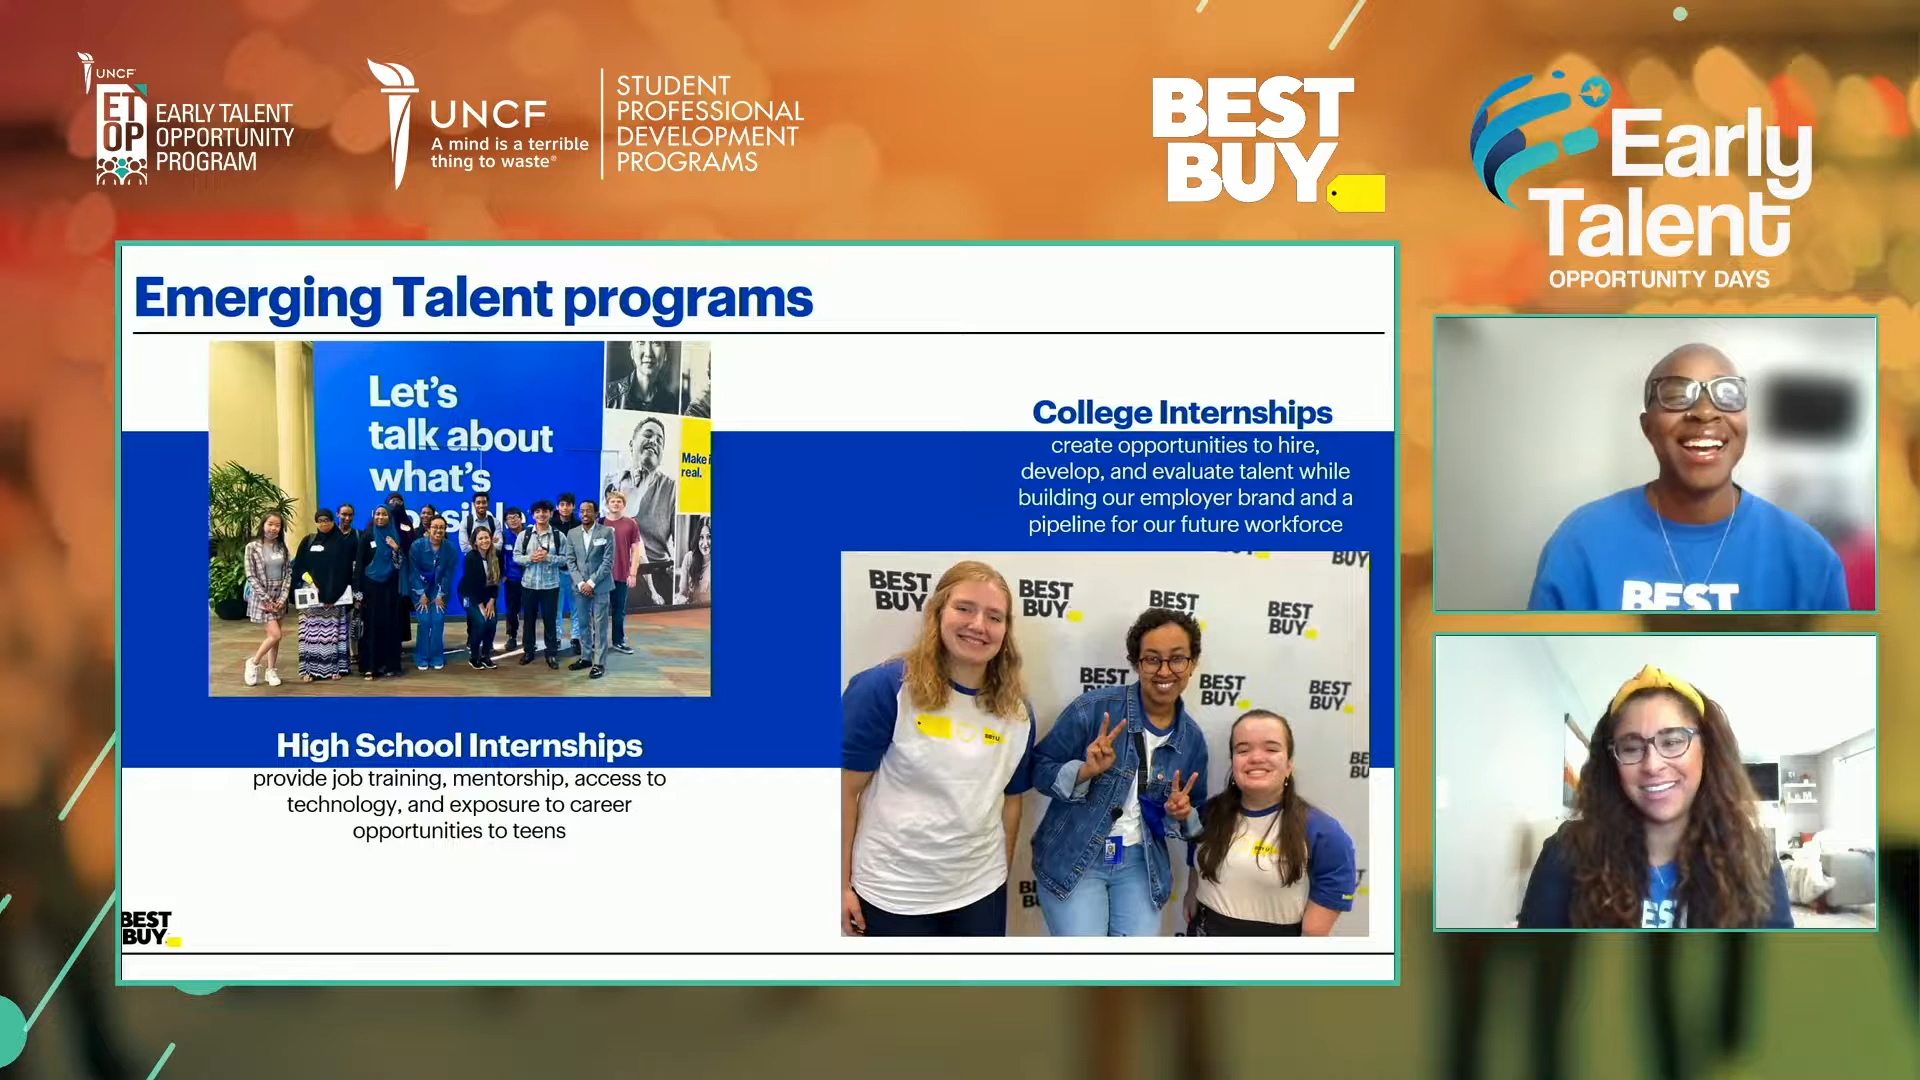 UNCF
ET
OP
EARLY TALENT
OPPORTUNITY
PROGRAM
UNCF
A mind is a terrible
thing to waste®
STUDENT
PROFESSIONAL
DEVELOPMENT
PROGRAMS
BEST
BUY
Early
Talent
OPPORTUNITY DAYS
Emerging Talent programs
Let's
talk about
what's
Make it
real.
High School Internships
provide job training, mentorship, access to
technology, and exposure to career
opportunities to teens
College Internships
create opportunities to hire,
develop, and evaluate talent while
building our employer brand and a
pipeline for our future workforce
BUY
BEST
BUY
BEST
BUY
BEST
BEST
BUY
BEST
BEST
BUY
BEST
BUY
BEST
BUY
BEST